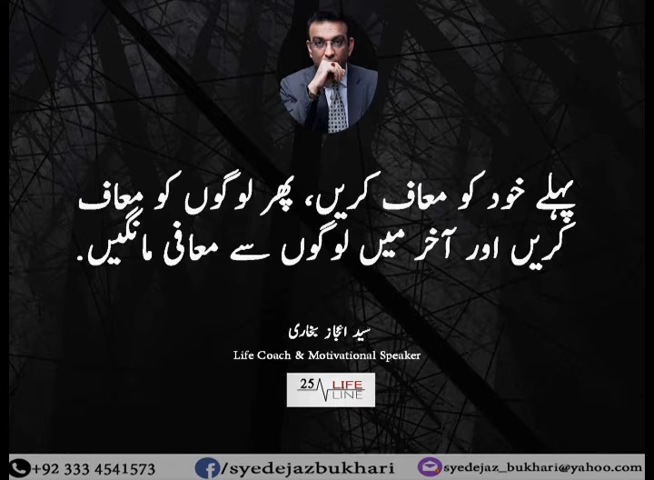 پہلے خود کو معاف کریں، پھر لوگوں کو معاف
کریں اور آخر میں لوگوں سے معافی مانگیں.
سید اعجاز بخاری
Life Coach & Motivational Speaker
25 LIFE
LINE
+92 333 4541573 /syedejazbukhari syedejaz_bukhari@yahoo.com